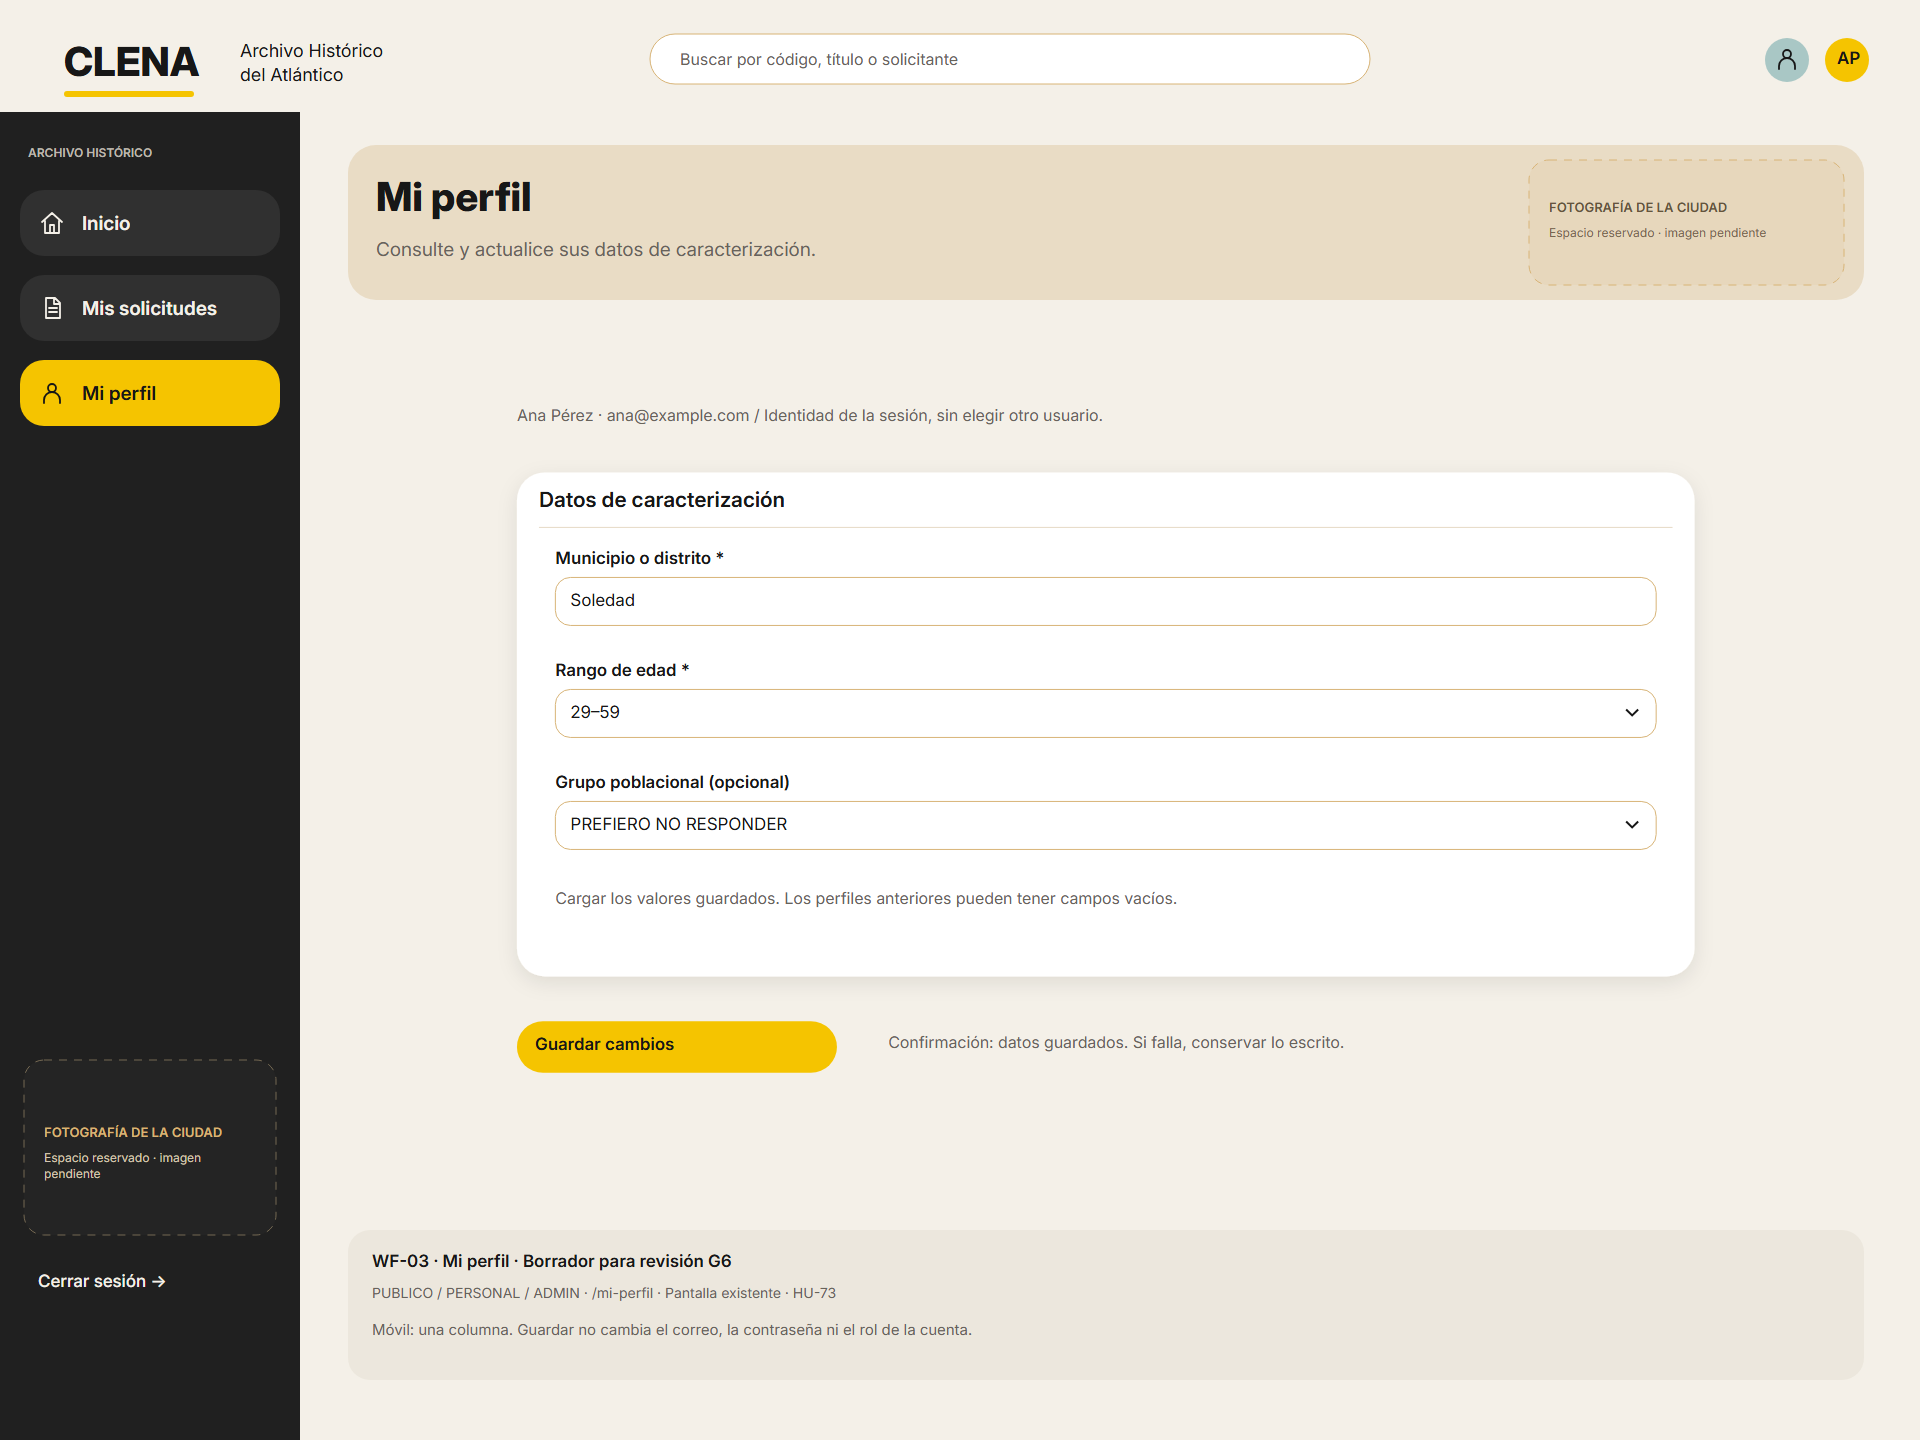 CLENA
Archivo Histórico
del Atlántico
Buscar por código, título o solicitante
AP
ARCHIVO HISTÓRICO
Inicio
Mis solicitudes
Mi perfil
FOTOGRAFÍA DE LA CIUDAD
Espacio reservado · imagen
pendiente
Cerrar sesión →
Mi perfil
Consulte y actualice sus datos de caracterización.
FOTOGRAFÍA DE LA CIUDAD
Espacio reservado · imagen pendiente
Ana Pérez · ana@example.com / Identidad de la sesión, sin elegir otro usuario.
Datos de caracterización
Municipio o distrito *
Soledad
Rango de edad *
29–59
Grupo poblacional (opcional)
PREFIERO NO RESPONDER
Cargar los valores guardados. Los perfiles anteriores pueden tener campos vacíos.
Guardar cambios
Confirmación: datos guardados. Si falla, conservar lo escrito.
WF-03 · Mi perfil · Borrador para revisión G6
PUBLICO / PERSONAL / ADMIN · /mi-perfil · Pantalla existente · HU-73
Móvil: una columna. Guardar no cambia el correo, la contraseña ni el rol de la cuenta.